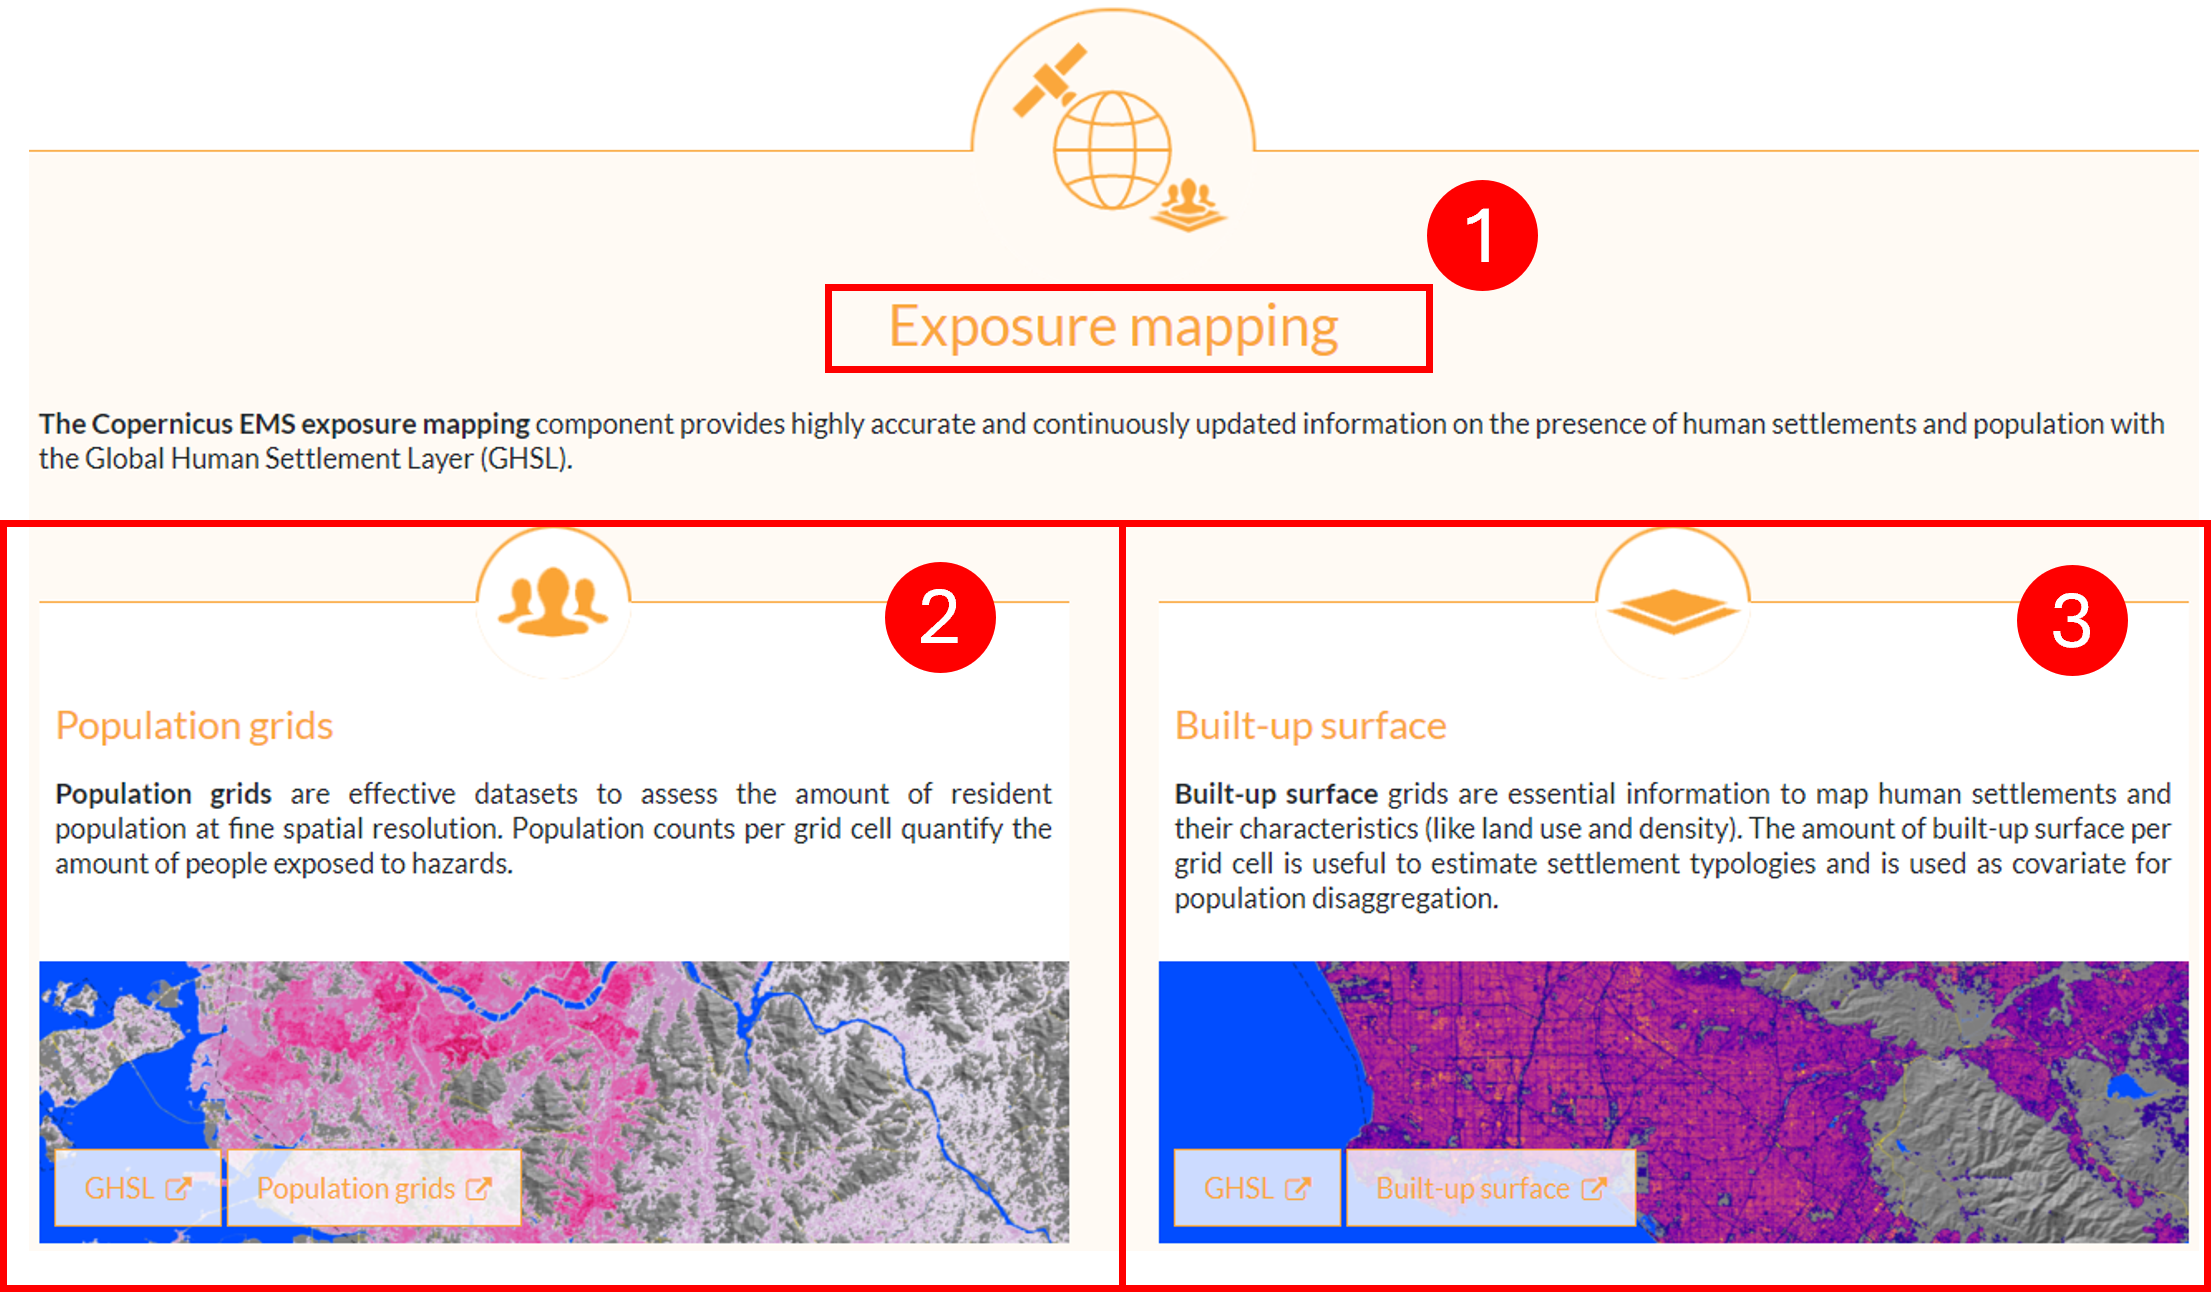 1
Exposure mapping
The Copernicus EMS exposure mapping component provides highly accurate and continuously updated information on the presence of human settlements and population with
the Global Human Settlement Layer (GHSL).
2
Population grids
Population grids are effective datasets to assess the amount of resident
population at fine spatial resolution. Population counts per grid cell quantify the
amount of people exposed to hazards.
GHSL
Population grids
3
Built-up surface
Built-up surface grids are essential information to map human settlements and
their characteristics (like land use and density). The amount of built-up surface per
grid cell is useful to estimate settlement typologies and is used as covariate for
population disaggregation.
GHSL
Built-up surface